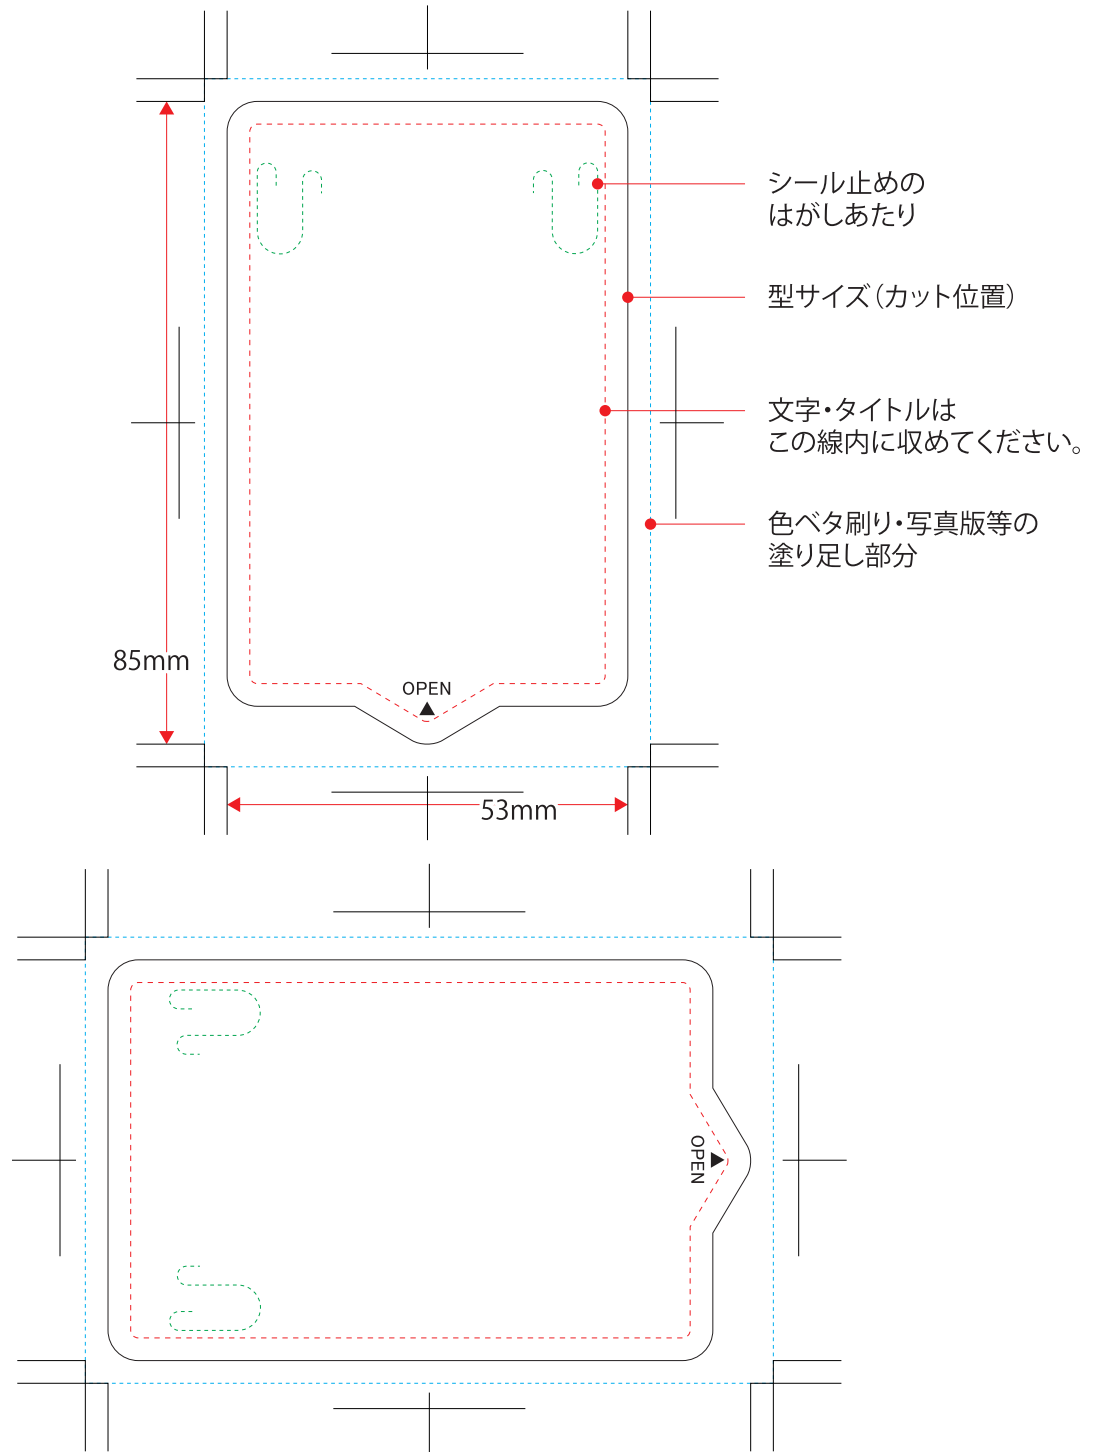 シール止めの
はがしあたり
型サイズ（カット位置）
文字・タイトルは
この線内に収めてください。
色ベタ刷り・写真版等の
塗り足し部分
85mm
OPEN
53mm
OPEN